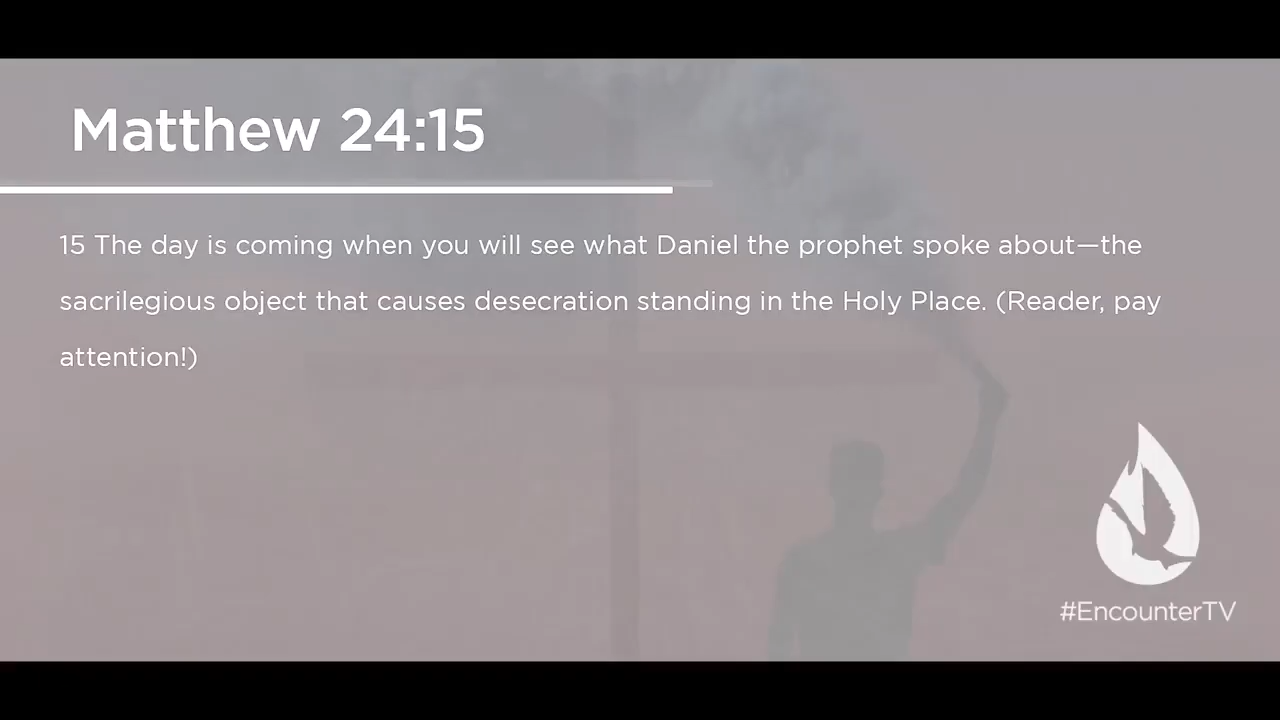 Matthew 24:15
15 The day is coming when you will see what Daniel the prophet spoke about—the
sacrilegious object that causes desecration standing in the Holy Place. (Reader, pay
attention!)
#EncounterTV